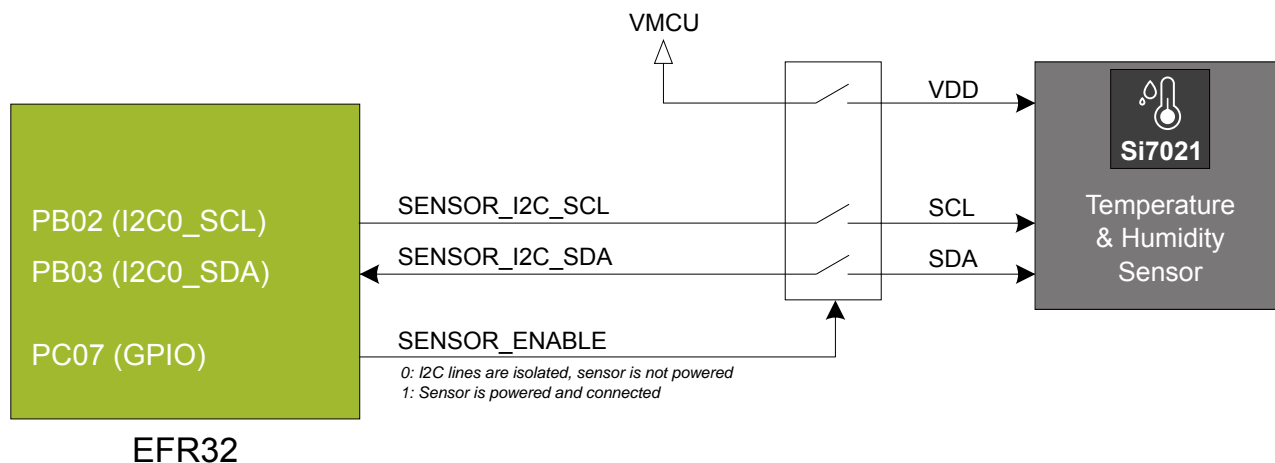 VMCU
VDD
Si7021
PB02 (I2C0_SCL)
SENSOR_I2C_SCL
SCL
Temperature
& Humidity
Sensor
PB03 (I2C0_SDA)
SENSOR_I2C_SDA
SDA
PC07 (GPIO)
SENSOR_ENABLE
0: I2C lines are isolated, sensor is not powered
1: Sensor is powered and connected
EFR32